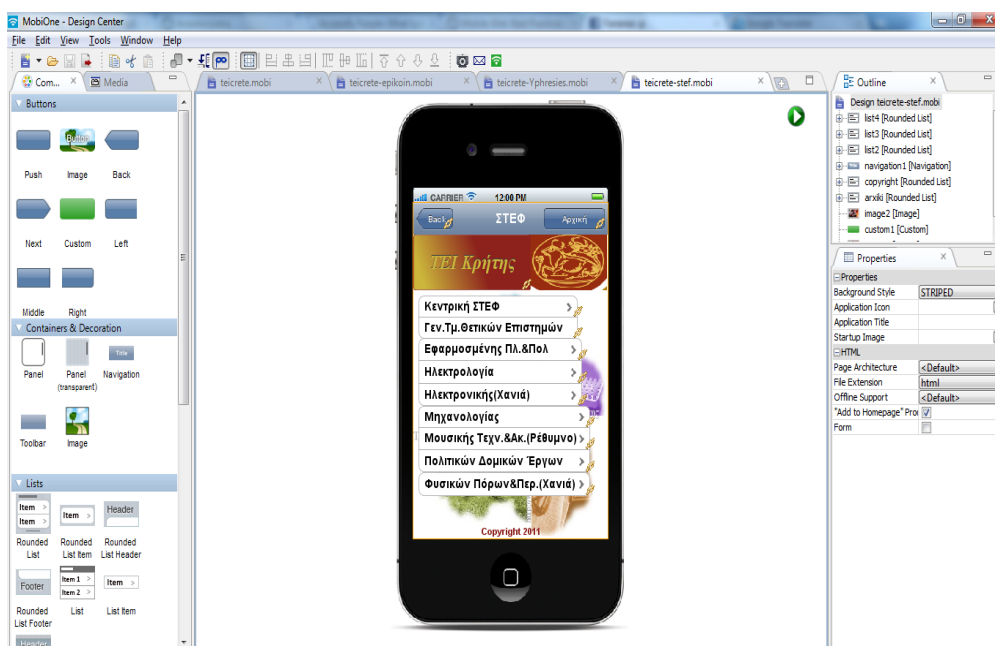 MobiOne - Design Center
File Edit View Tools Window Help
Com... Media
teicrete.mobi
teicrete-epikoin.mobi
teicrete-Yphresies.mobi
teicrete-stef.mobi
Outline
Buttons
Button
Push Image Back
Next Custom Left
Middle Right
Containers & Decoration
Title
Panel Panel (transparent) Navigation
Toolbar Image
Lists
Item
Item
Item
Header
Rounded List
Rounded List Item
Rounded List Header
Footer
Item 1
Item 2
Item
Rounded List Footer
List
List Item
Header
CARRIER 12:00 PM
Back ΣΤΕΦ Αρχική
ΤΕΙ Κρήτης
Κεντρική ΣΤΕΦ
Γεν.Τμ.Θετικών Επιστημών
Εφαρμοσμένης Πλ.&Πολ
Ηλεκτρολογία
Ηλεκτρονικής(Χανιά)
Μηχανολογίας
Μουσικής Τεχν.&Ακ.(Ρέθυμνο)
Πολιτικών Δομικών Έργων
Φυσικών Πόρων&Περ.(Χανιά)
Copyright 2011
Design teicrete-stef.mobi
list4 [Rounded List]
list3 [Rounded List]
list2 [Rounded List]
navigation1 [Navigation]
copyright [Rounded List]
arxiki [Rounded List]
image2 [Image]
custom1 [Custom]
Properties
Properties
Background Style STRIPED
Application Icon
Application Title
Startup Image
HTML
Page Architecture <Default>
File Extension html
Offline Support <Default>
"Add to Homepage" Pro
Form